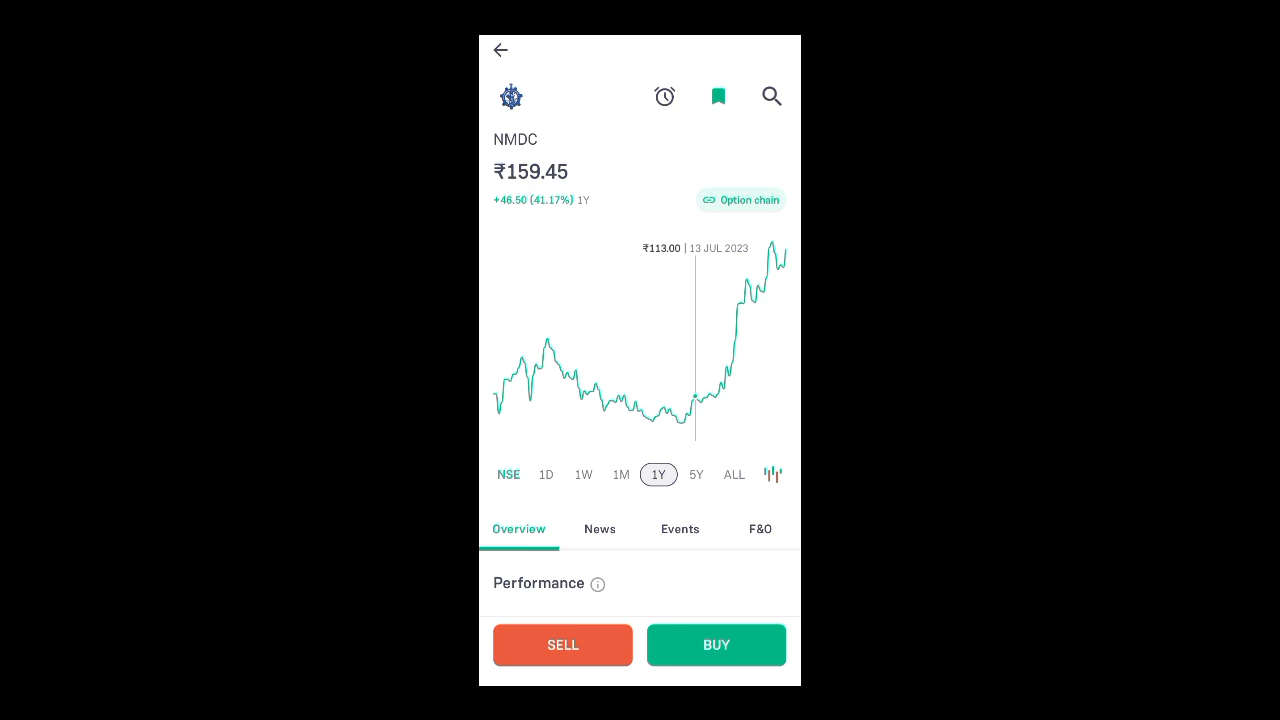 NMDC
₹159.45
+46.50 (41.17%) 1Y
Option chain
₹113.00 | 13 JUL 2023
NSE 1D 1W 1M 1Y 5Y ALL
Overview News Events F&O
Performance
SELL BUY